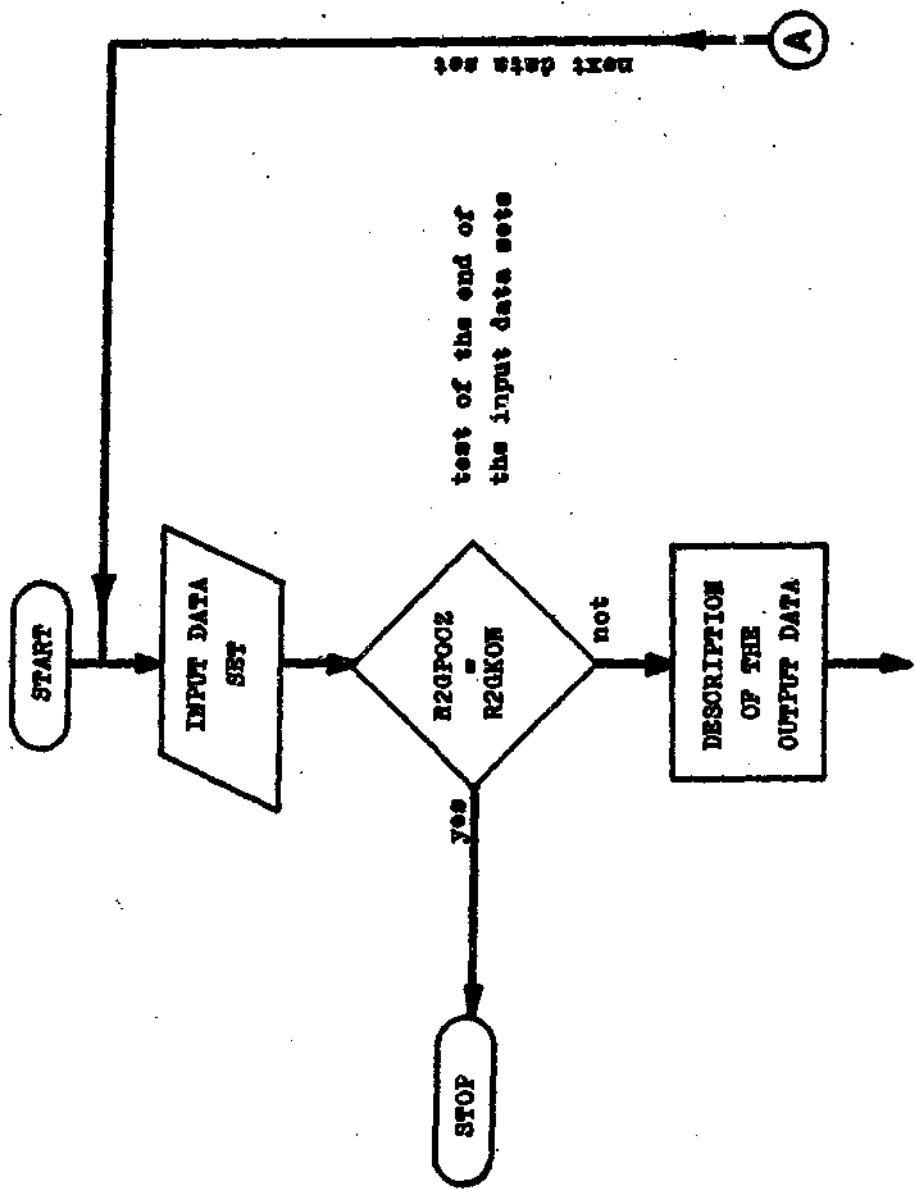 START
A
next data set
INPUT DATA
SET
R2GPOCZ
=
R2GKON
test of the end of
the input data sets
yes
not
STOP
DESCRIPTION
OF THE
OUTPUT DATA